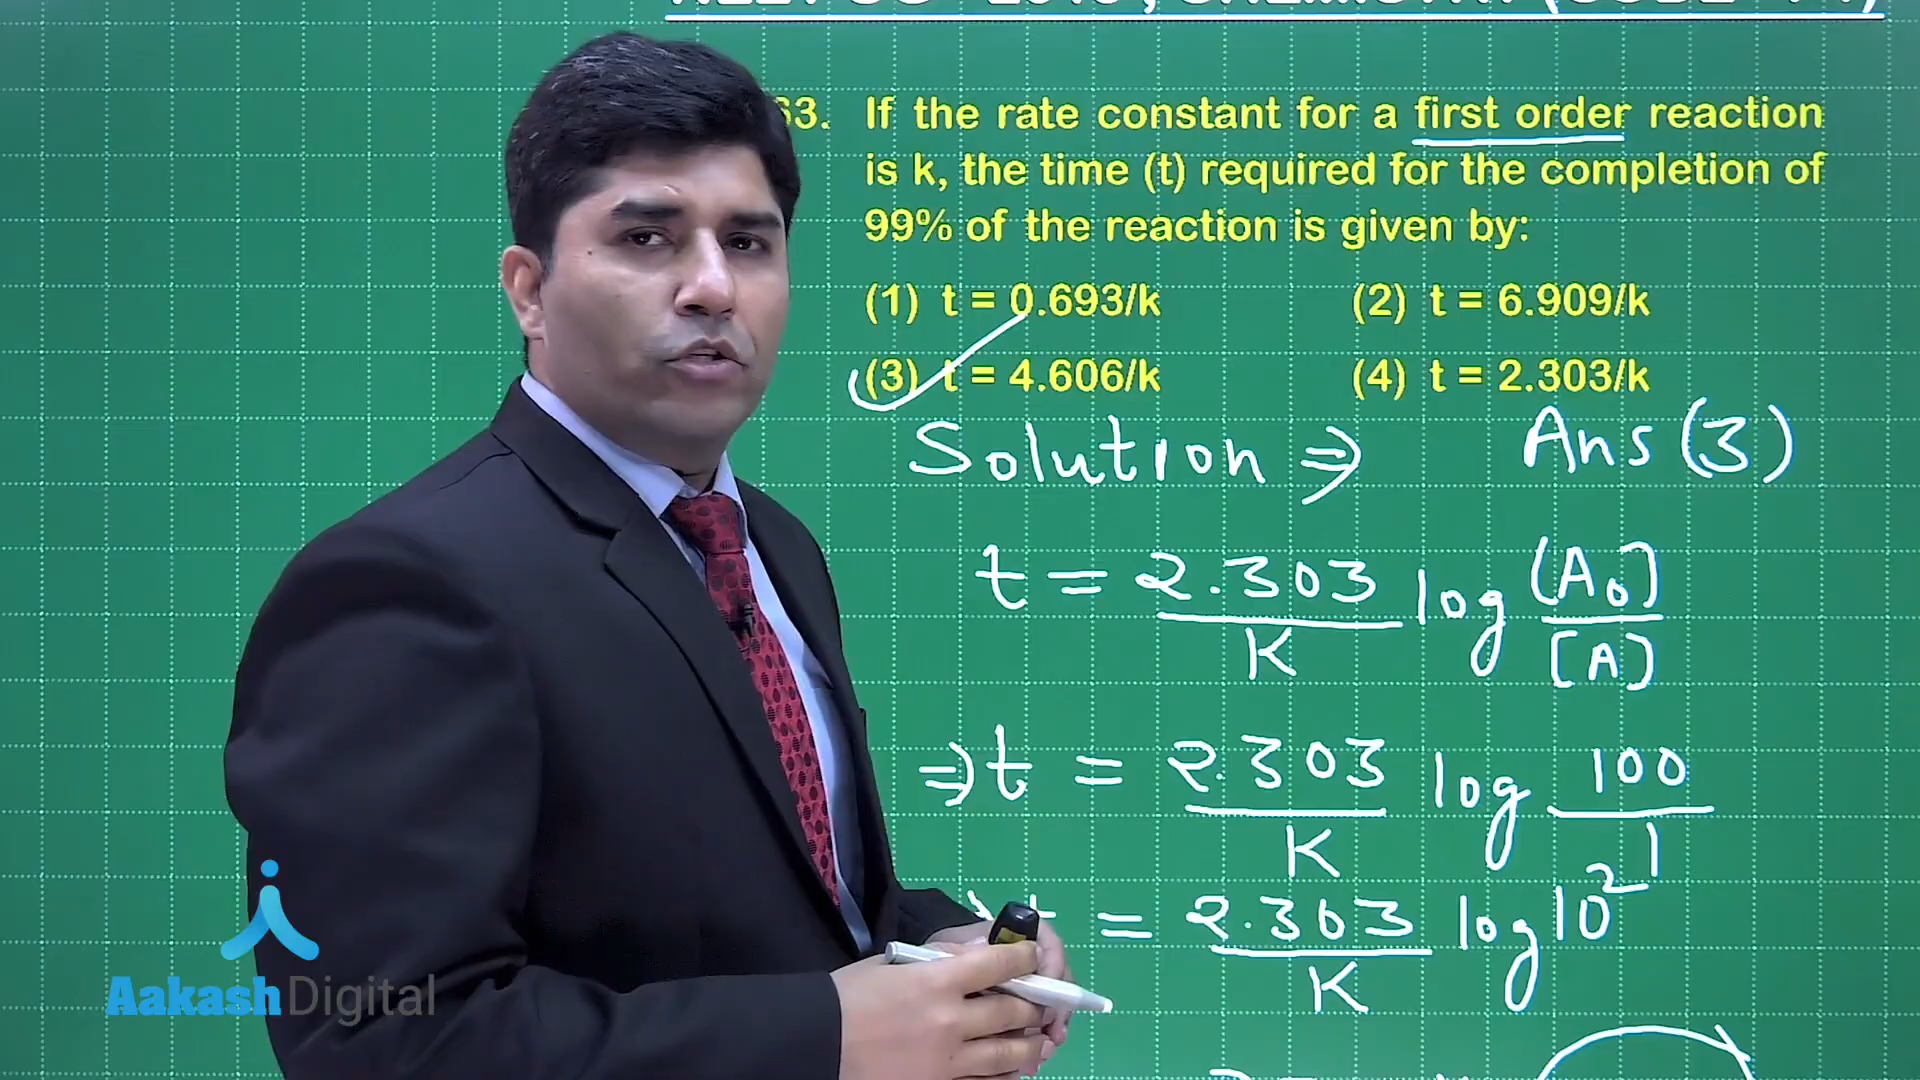 63. If the rate constant for a first order reaction
is k, the time (t) required for the completion of
99% of the reaction is given by:
(1) t = 0.693/k (2) t = 6.909/k
(3) t = 4.606/k (4) t = 2.303/k
Solution ⇒ Ans (3)
t = 2.303/K log [A₀]/[A]
⇒ t = 2.303/K log 100/1
t = 2.303/K log 10²
Aakash Digital